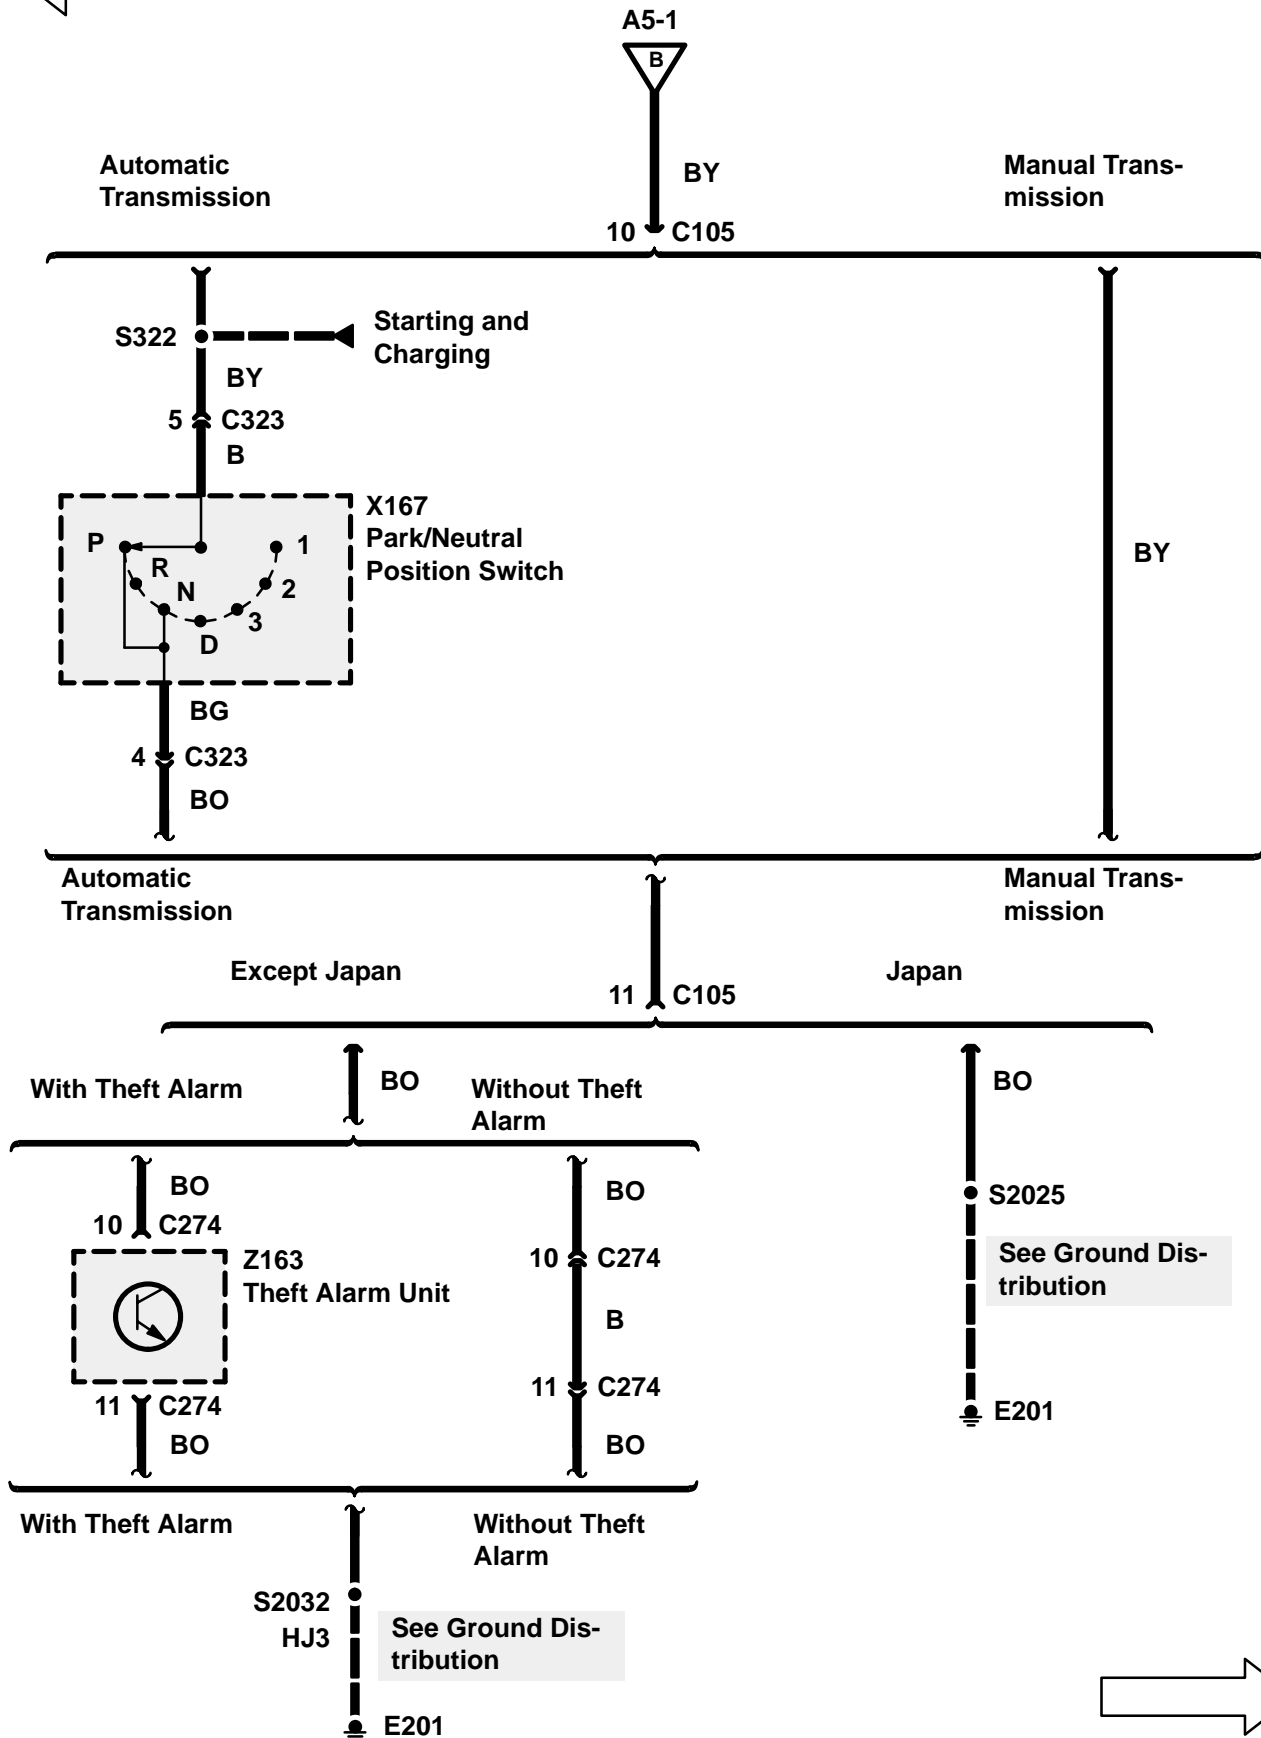 A5-1
B
BY
Automatic
Transmission
Manual Trans-
mission
10 C105
S322
Starting and
Charging
BY
5 C323
B
X167
Park/Neutral
Position Switch
P
R
N
D
3
2
1
BY
BG
4 C323
BO
Automatic
Transmission
Manual Trans-
mission
Except Japan
Japan
11 C105
With Theft Alarm
BO
Without Theft
Alarm
BO
BO
10 C274
Z163
Theft Alarm Unit
11 C274
BO
BO
10 C274
B
11 C274
BO
S2025
See Ground Dis-
tribution
E201
With Theft Alarm
Without Theft
Alarm
S2032
HJ3
See Ground Dis-
tribution
E201